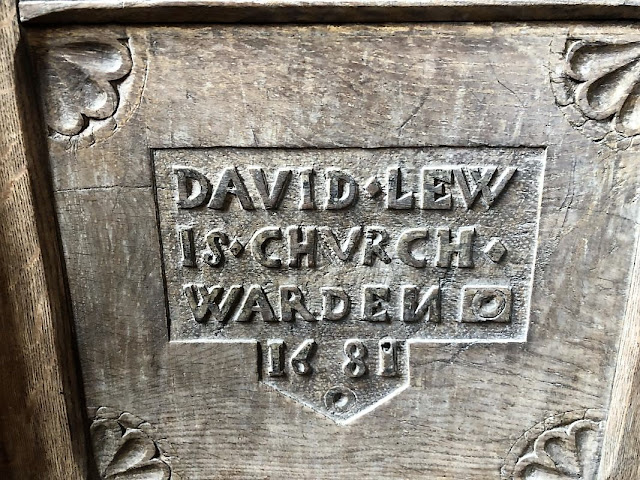 DAVID·LEW
IS·CHVRCH·
WARDEN
1681